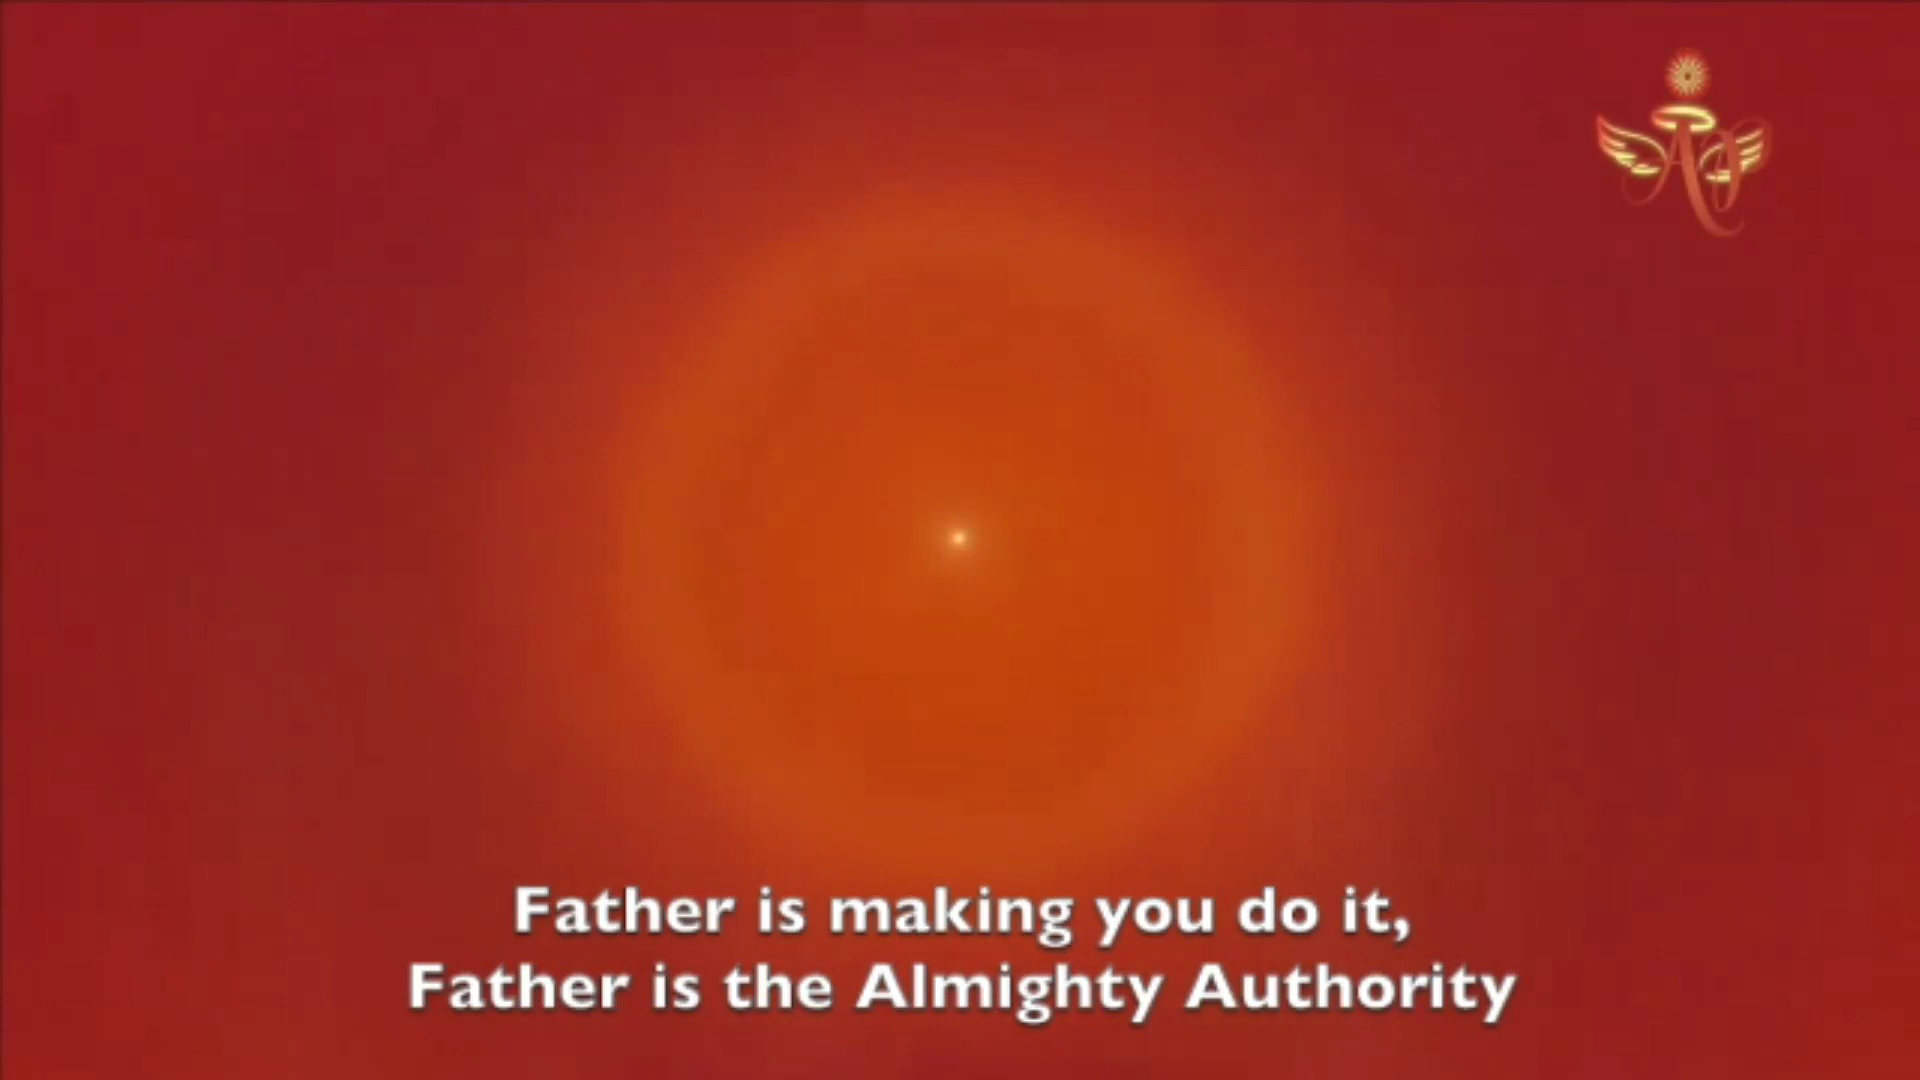 Father is making you do it,
Father is the Almighty Authority